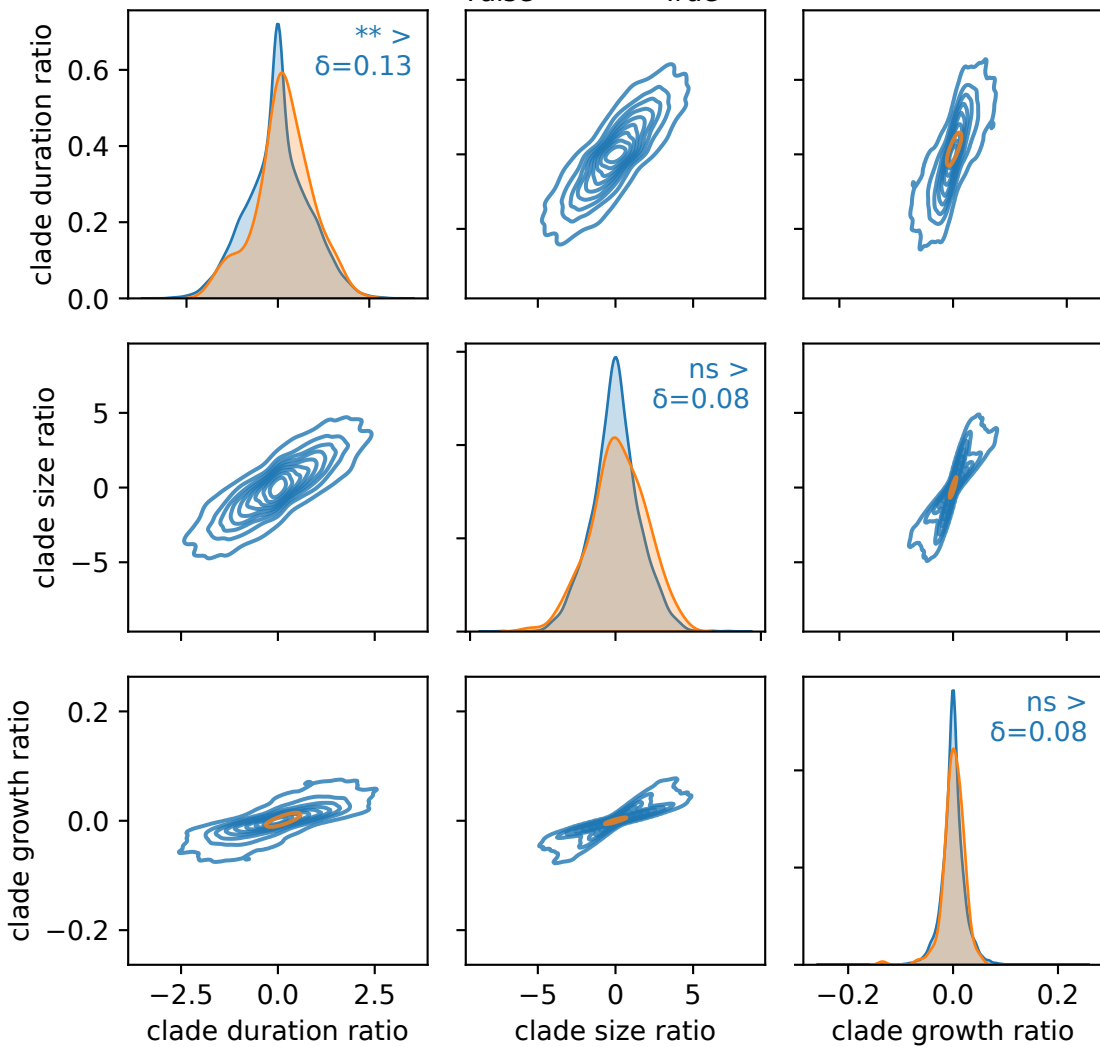 clade duration ratio
0.6
0.4
0.2
0.0
** >
δ=0.13
clade size ratio
5
0
−5
ns >
δ=0.08
clade growth ratio
0.2
0.0
−0.2
ns >
δ=0.08
−2.5 0.0 2.5
−5 0 5
−0.2 0.0 0.2
clade duration ratio
clade size ratio
clade growth ratio